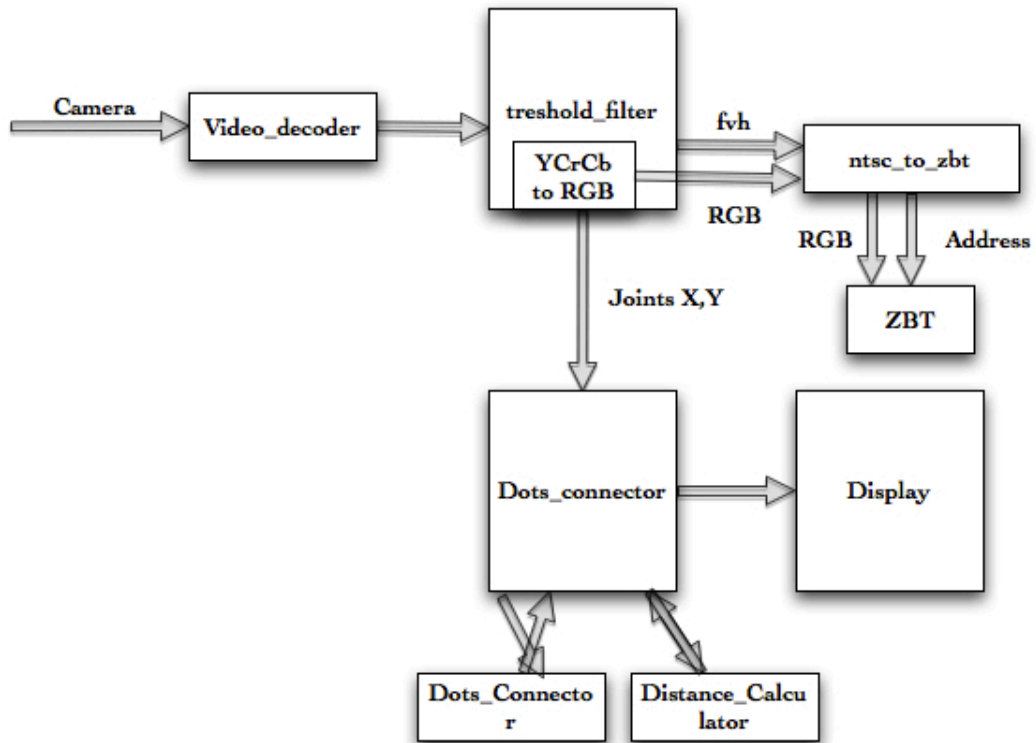 Camera
Video_decoder
treshold_filter
YCrCb
to RGB
fvh
RGB
ntsc_to_zbt
RGB
Address
ZBT
Joints X,Y
Dots_connector
Display
Dots_Connecto
r
Distance_Calcu
lator